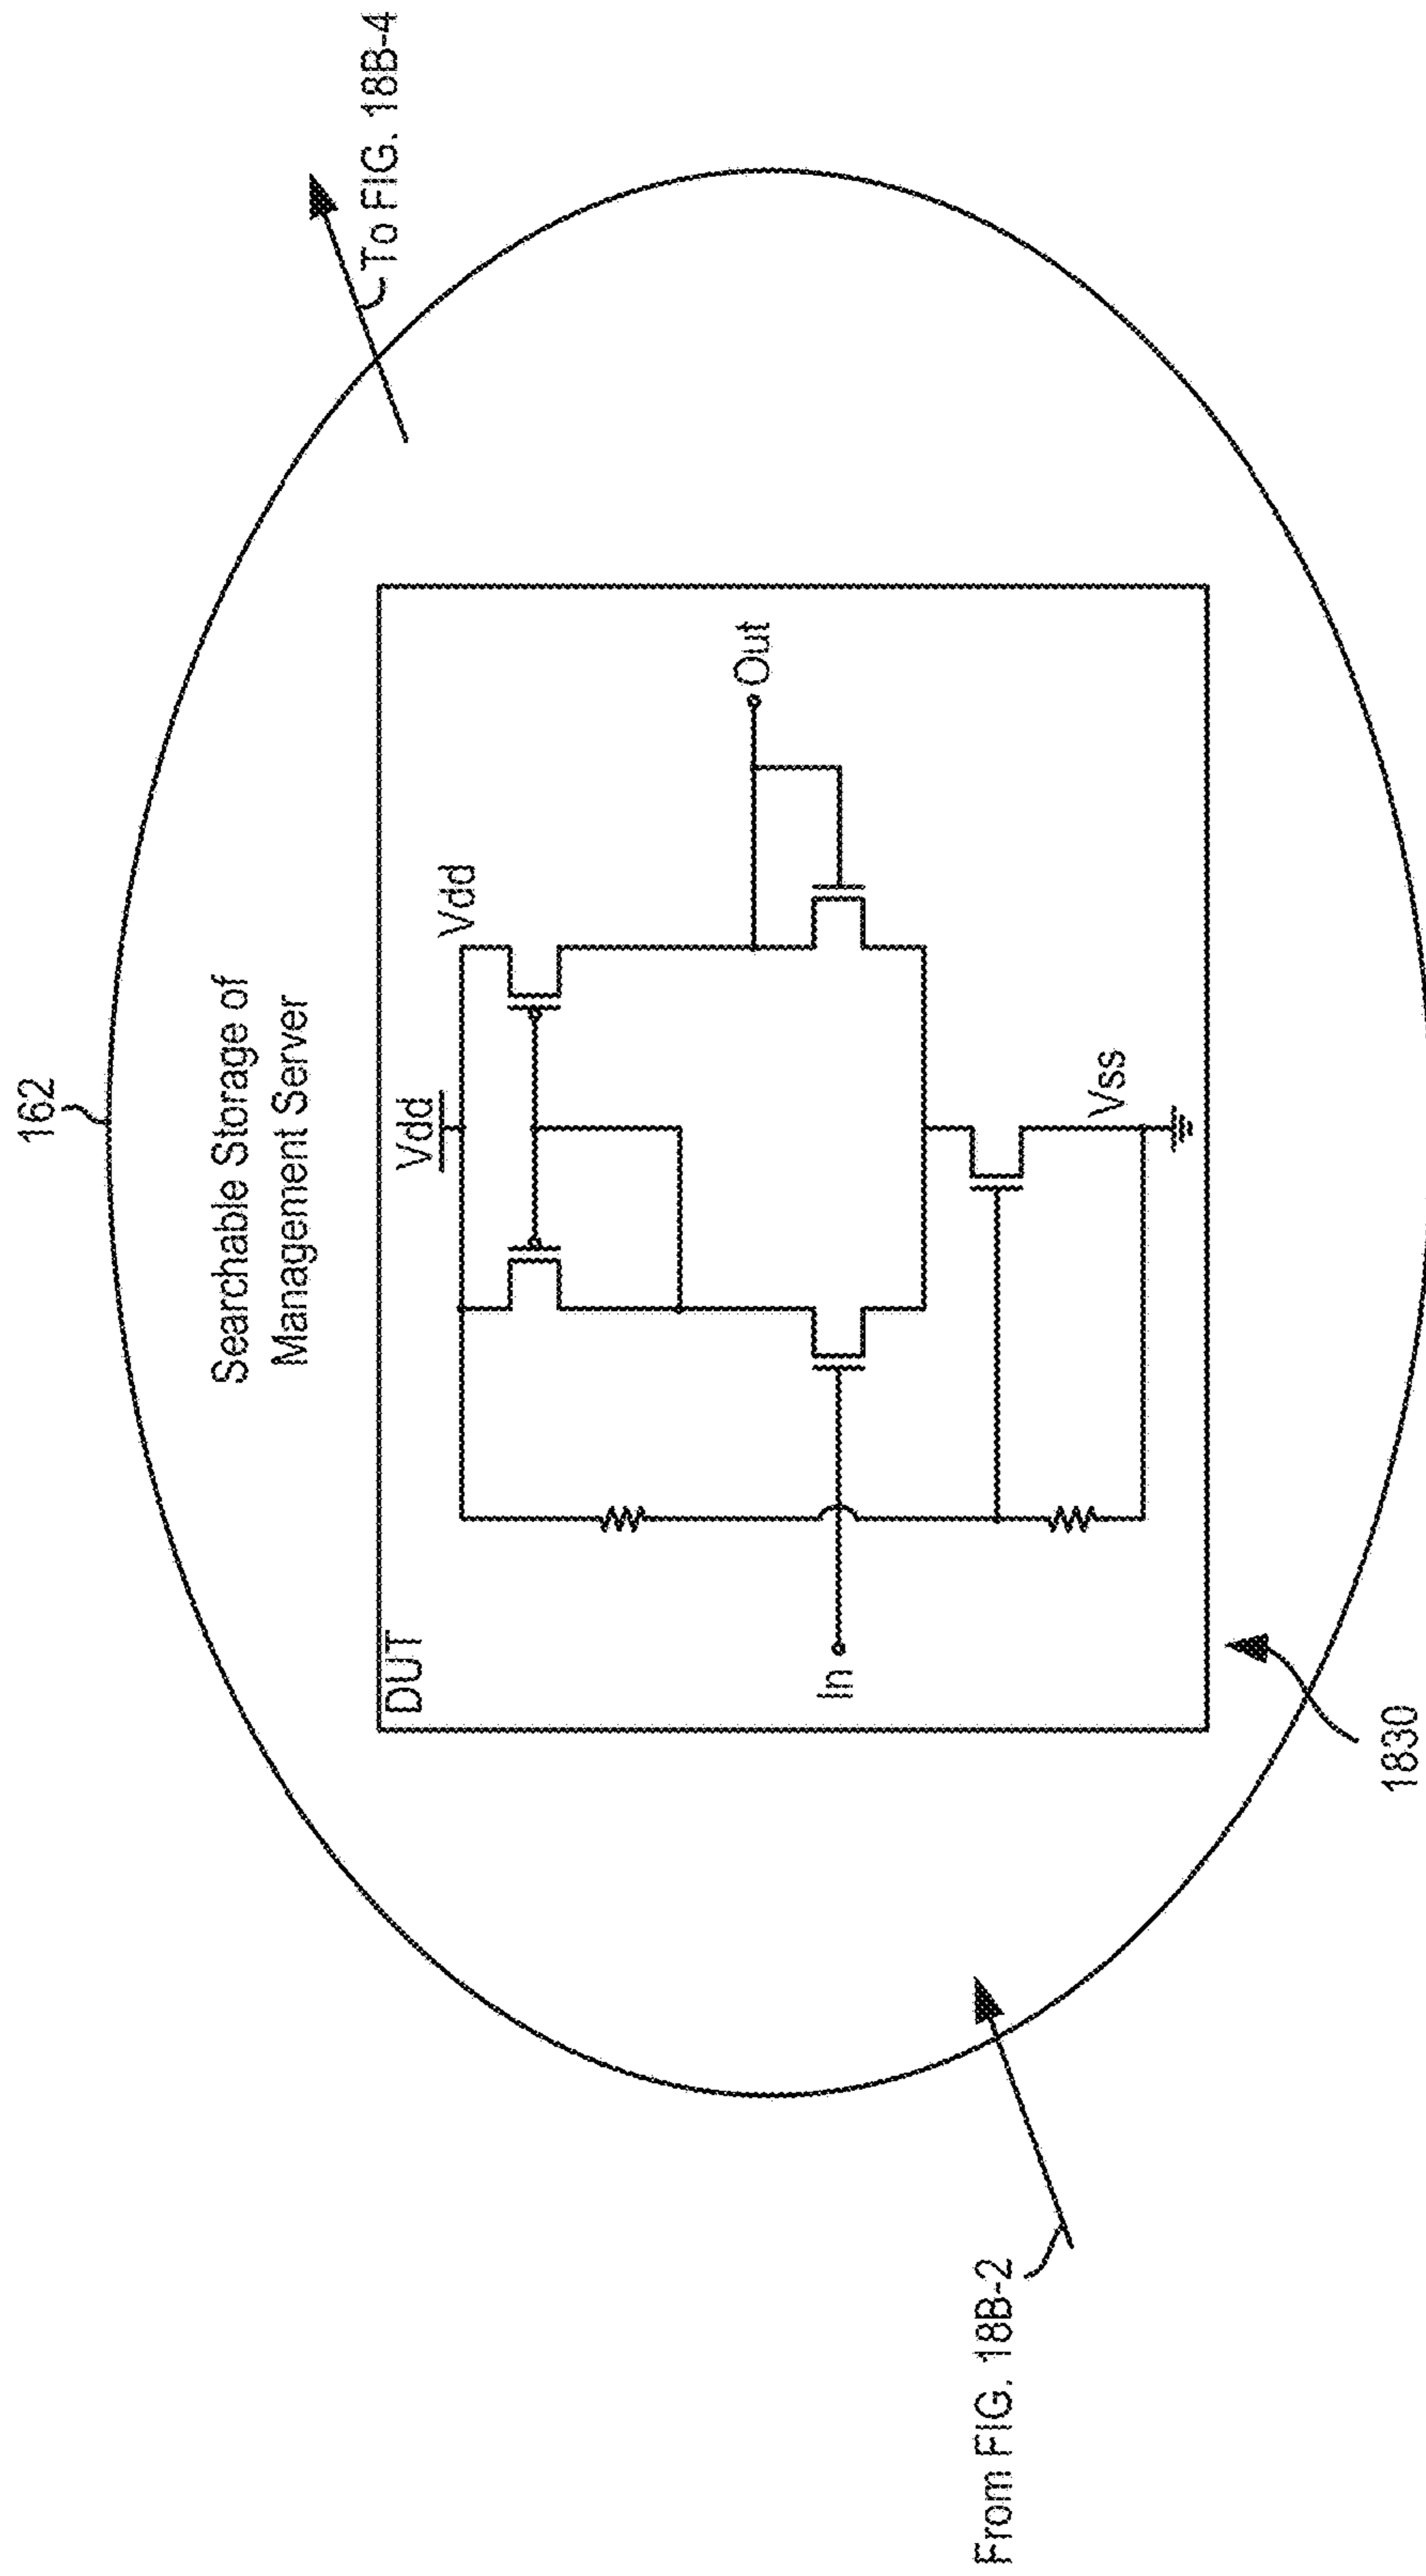 162
Searchable Storage of
Management Server
To FIG. 18B-4
DUT
Vdd
Vdd
Out
In
Vss
From FIG. 18B-2
1830